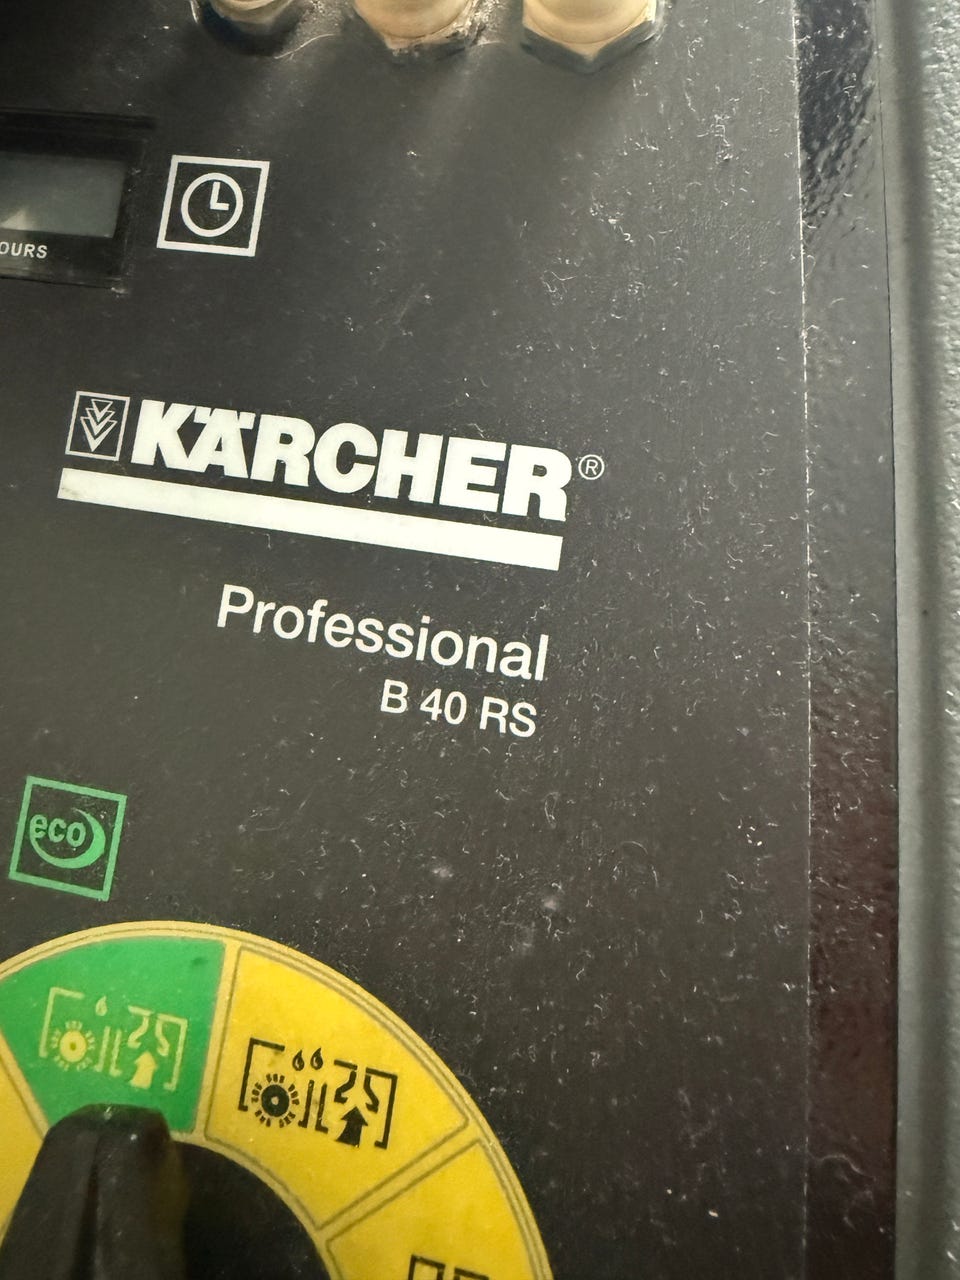 OURS
KÄRCHER®
Professional
B 40 RS
eco